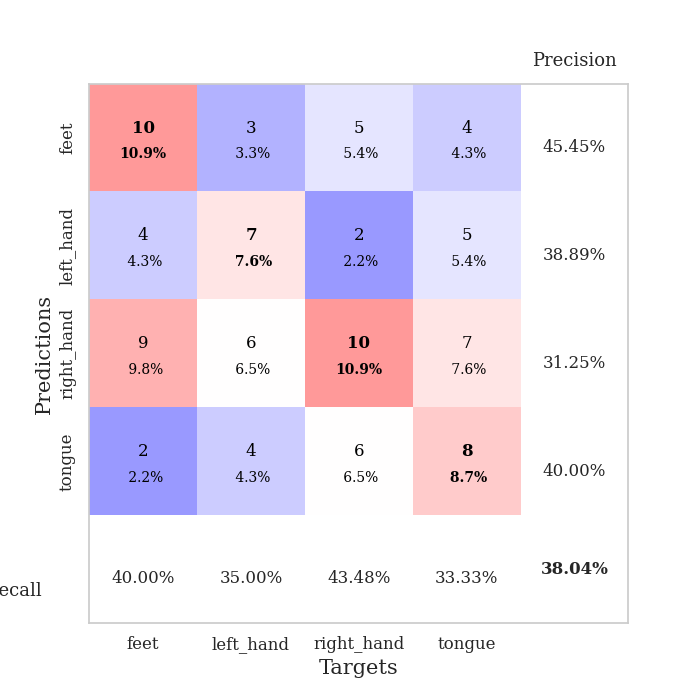 Precision
feet 10 3 5 4 45.45%
10.9% 3.3% 5.4% 4.3%
left_hand 4 7 2 5 38.89%
4.3% 7.6% 2.2% 5.4%
right_hand 9 6 10 7 31.25%
9.8% 6.5% 10.9% 7.6%
Predictions
tongue 2 4 6 8 40.00%
2.2% 4.3% 6.5% 8.7%
ecall 40.00% 35.00% 43.48% 33.33% 38.04%
feet left_hand right_hand tongue
Targets